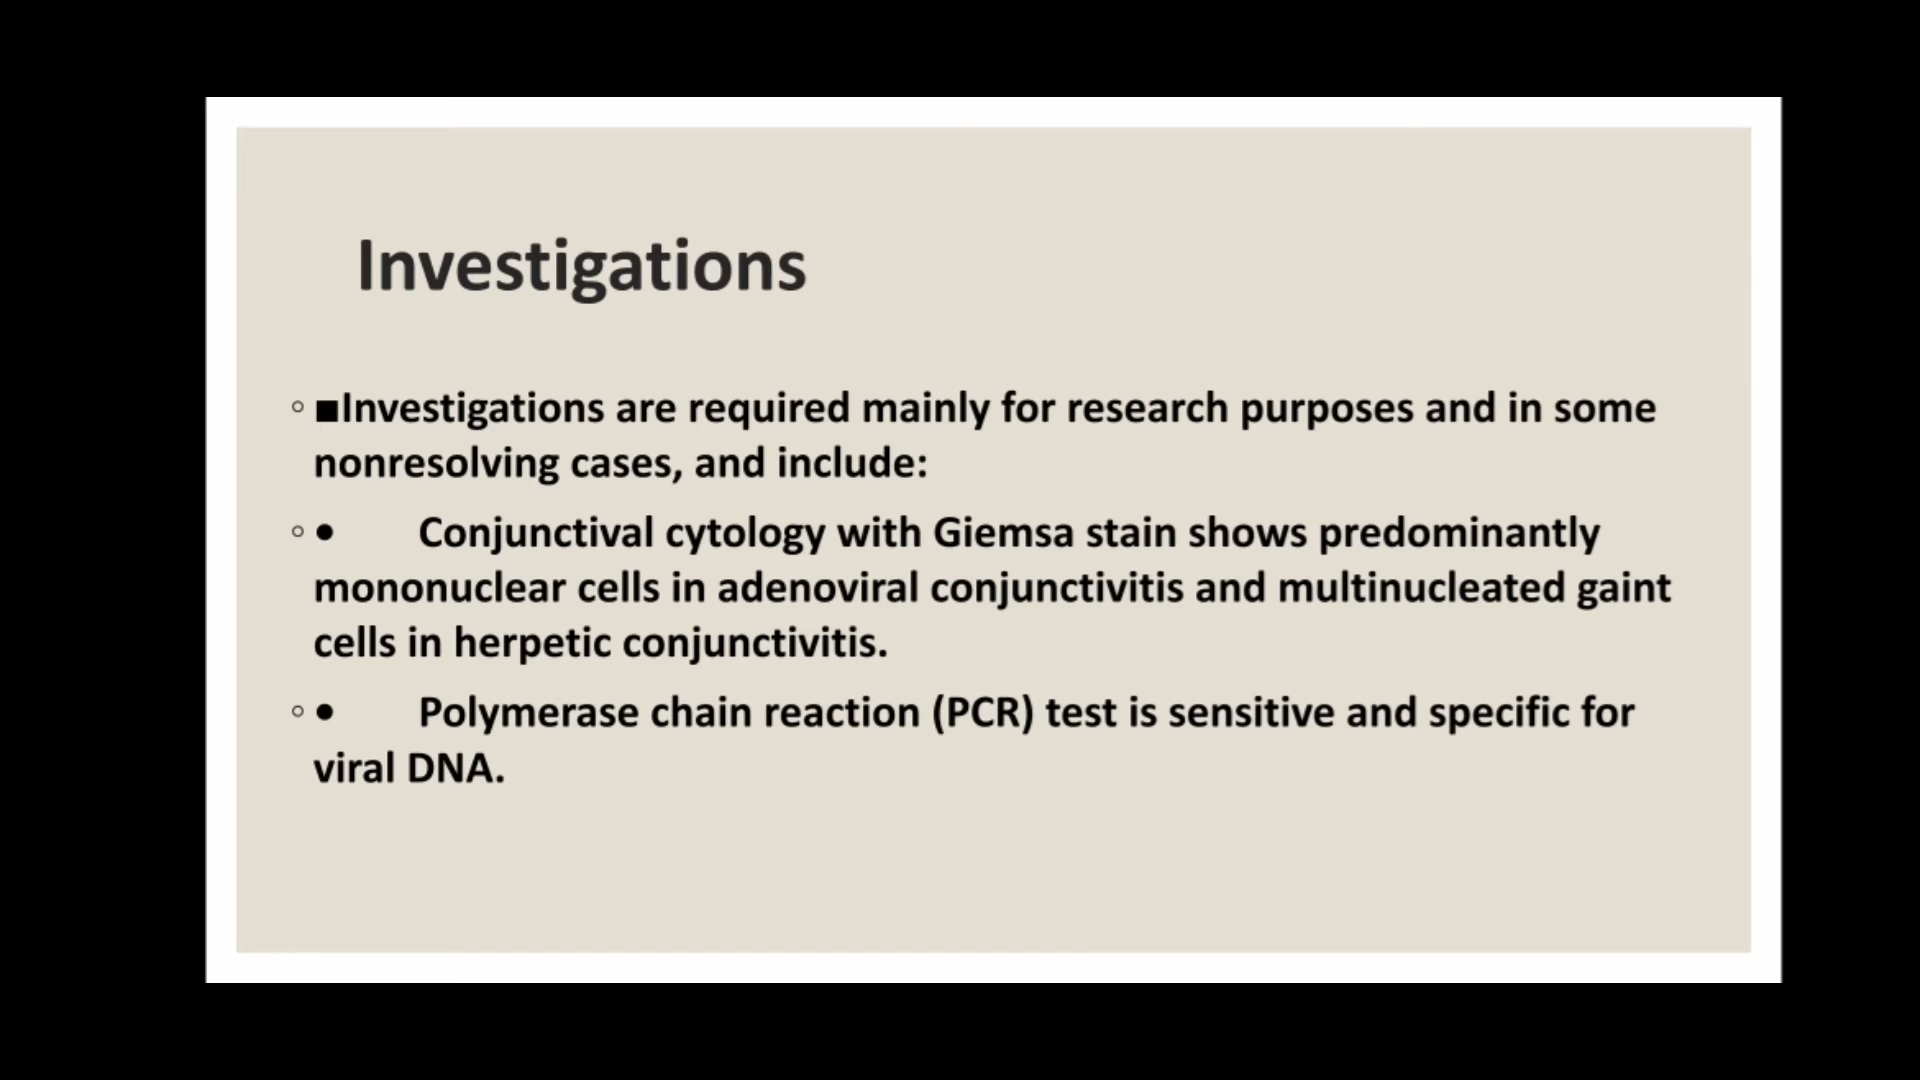 Investigations
◦ ■Investigations are required mainly for research purposes and in some
nonresolving cases, and include:
◦ ● Conjunctival cytology with Giemsa stain shows predominantly
mononuclear cells in adenoviral conjunctivitis and multinucleated gaint
cells in herpetic conjunctivitis.
◦ ● Polymerase chain reaction (PCR) test is sensitive and specific for
viral DNA.